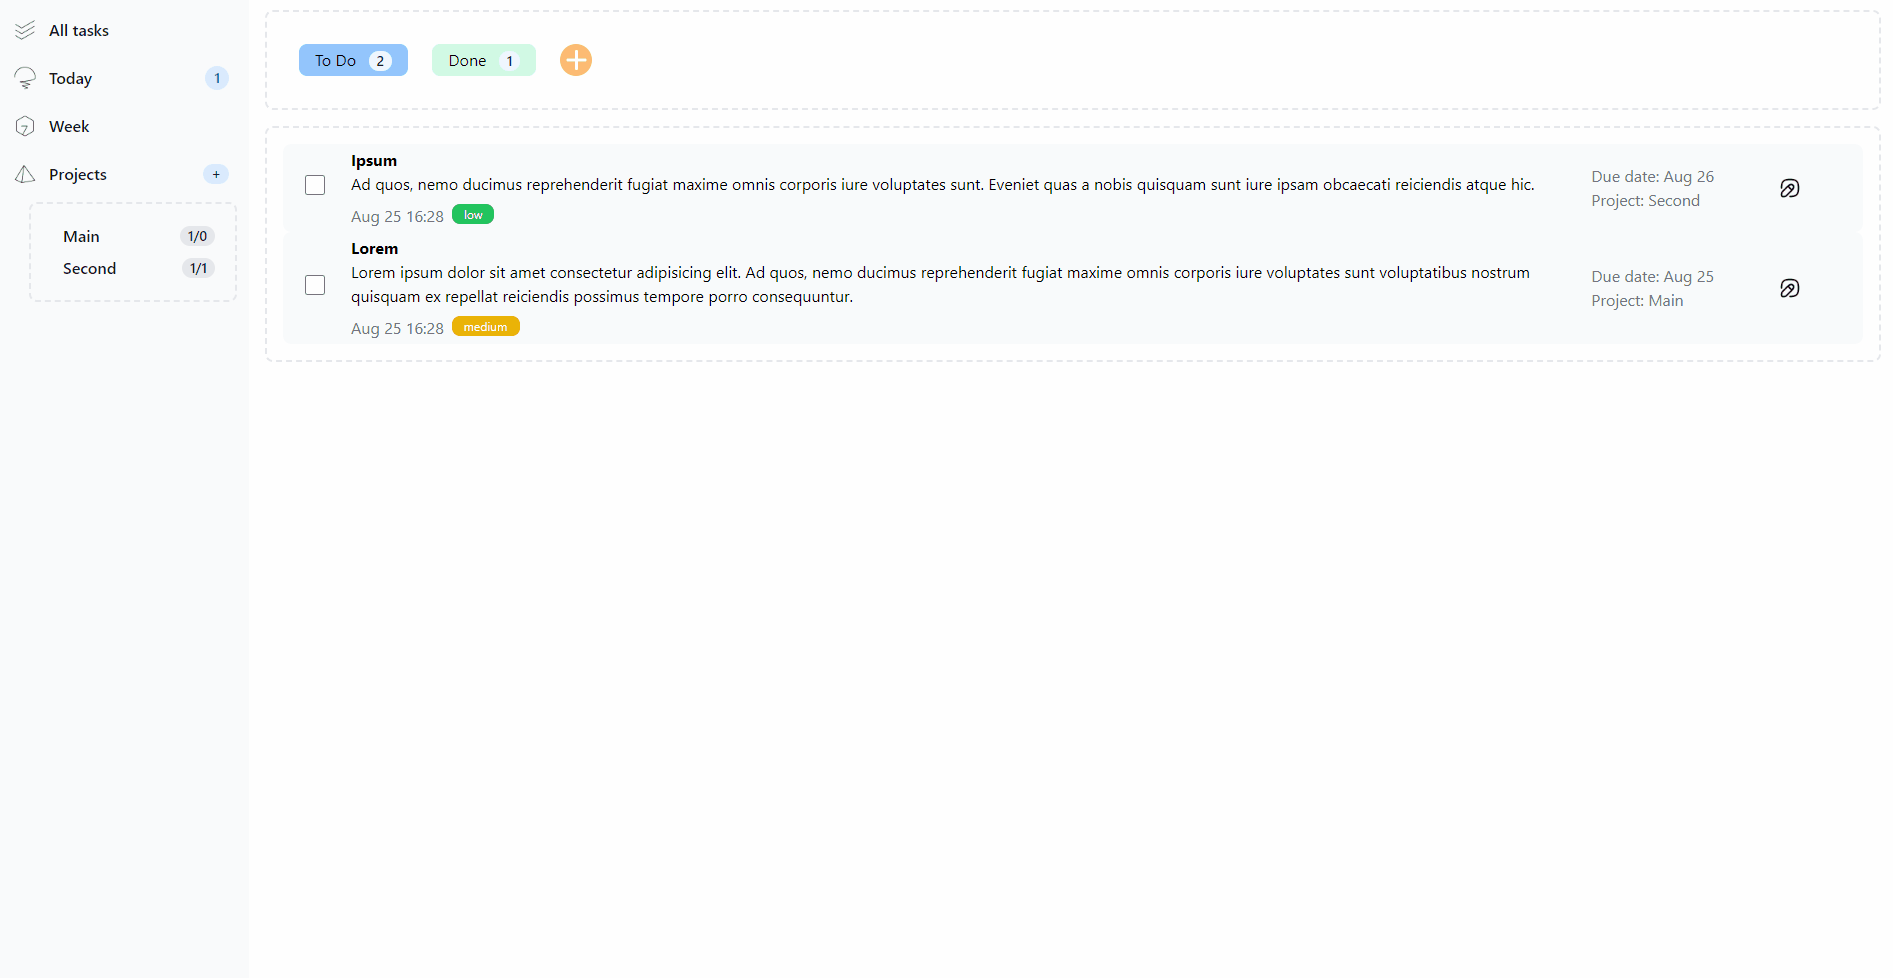 All tasks
Today 1
Week
Projects +
Main 1/0
Second 1/1
To Do 2 Done 1
Ipsum
Ad quos, nemo ducimus reprehenderit fugiat maxime omnis corporis iure voluptates sunt. Eveniet quas a nobis quisquam sunt iure ipsam obcaecati reiciendis atque hic.
Aug 25 16:28 low
Due date: Aug 26
Project: Second
Lorem
Lorem ipsum dolor sit amet consectetur adipisicing elit. Ad quos, nemo ducimus reprehenderit fugiat maxime omnis corporis iure voluptates sunt voluptatibus nostrum
quisquam ex repellat reiciendis possimus tempore porro consequuntur.
Aug 25 16:28 medium
Due date: Aug 25
Project: Main